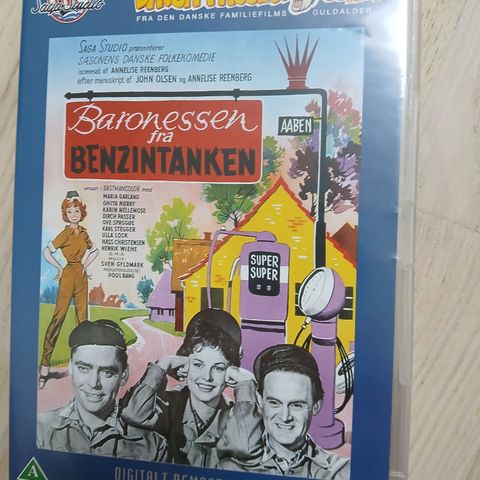 Saga Studio
FRA DEN DANSKE FAMILIEFILMS GULDALDER
SAGA STUDIO præsenterer
SÆSONENS DANSKE FOLKEKOMEDIE
iscenesat af ANNELISE REENBERG
efter manuskript af JOHN OLSEN og ANNELISE REENBERG
Baronessen
fra
BENZINTANKEN
AABEN
OPTAGET i EASTMANCOLOR med
MARIA GARLAND
GHITA NØRBY
KARIN NELLEMOSE
DIRCH PASSER
OVE SPROGØE
KARL STEGGER
ULLA LOCK
HASS CHRISTENSEN
HENRIK WIEHE
O.M.A.
MUSIK
SVEN GYLDMARK
PRODUKTIONSLEDELSE
POUL BANG
SUPER
SUPER
A
DIGITALT